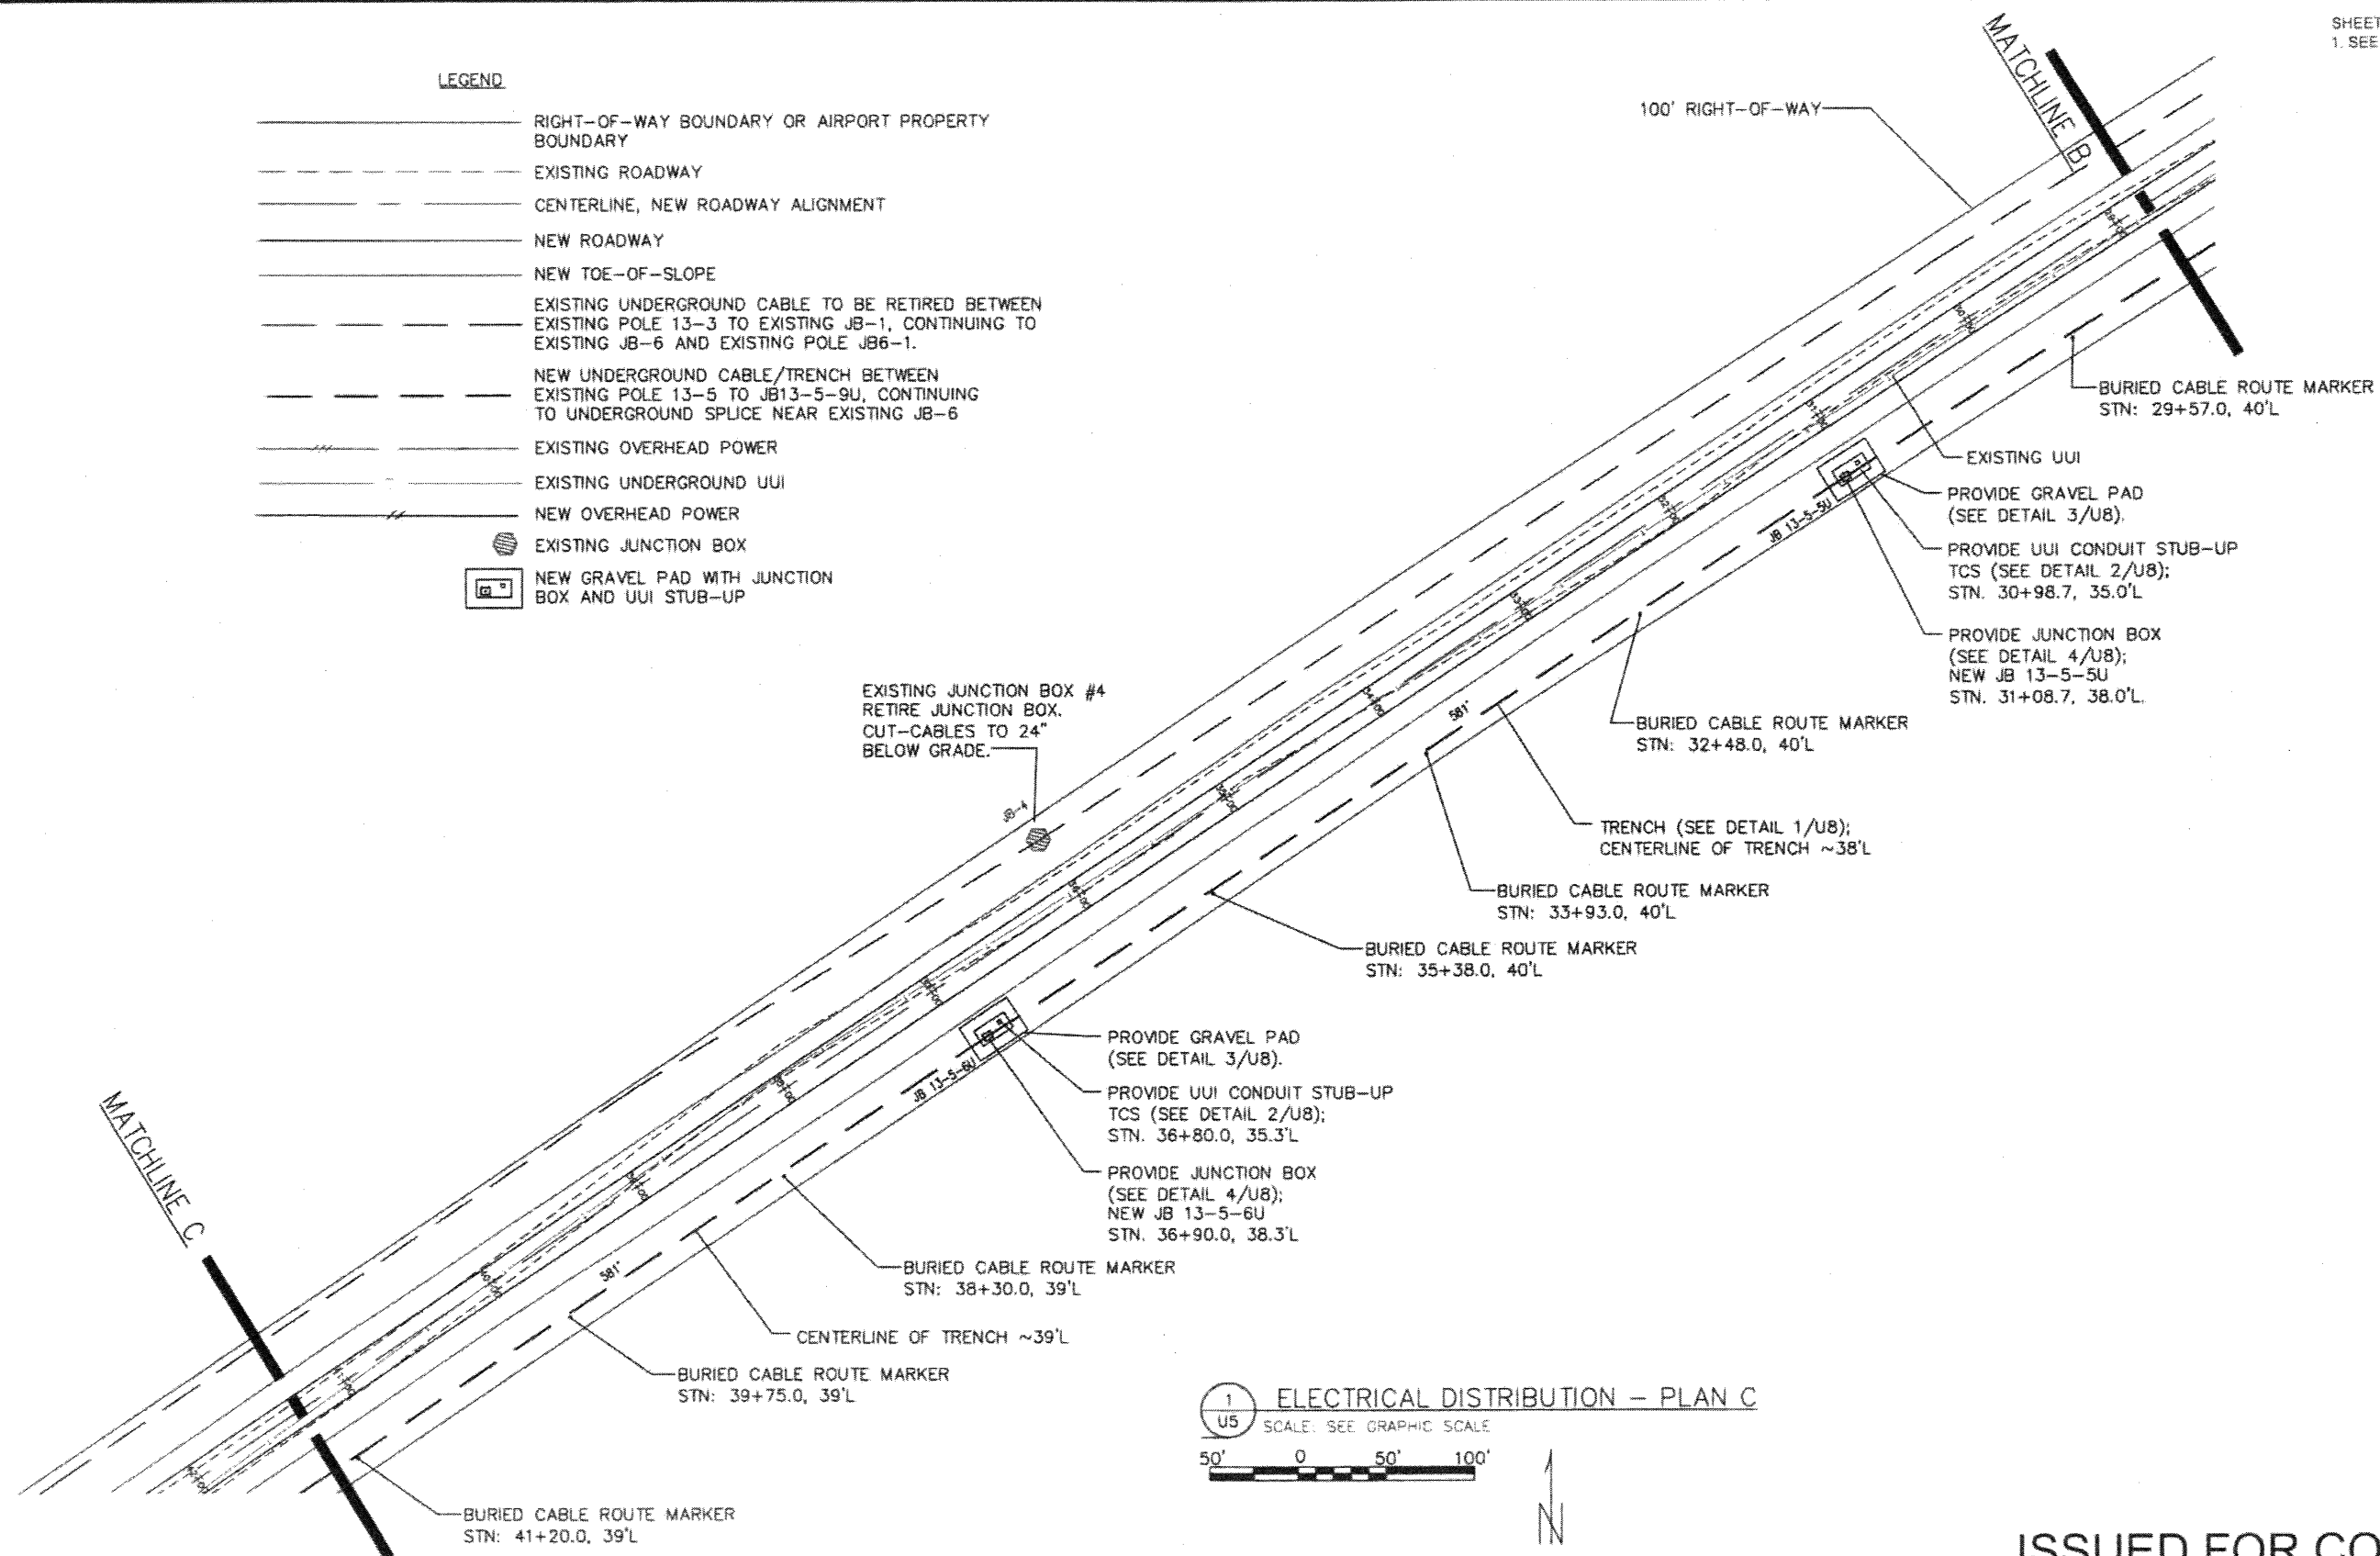 SHEET
1. SEE
LEGEND
RIGHT-OF-WAY BOUNDARY OR AIRPORT PROPERTY
BOUNDARY
EXISTING ROADWAY
CENTERLINE, NEW ROADWAY ALIGNMENT
NEW ROADWAY
NEW TOE-OF-SLOPE
EXISTING UNDERGROUND CABLE TO BE RETIRED BETWEEN
EXISTING POLE 13-3 TO EXISTING JB-1, CONTINUING TO
EXISTING JB-6 AND EXISTING POLE JB6-1.
NEW UNDERGROUND CABLE/TRENCH BETWEEN
EXISTING POLE 13-5 TO JB13-5-9U, CONTINUING
TO UNDERGROUND SPLICE NEAR EXISTING JB-6
EXISTING OVERHEAD POWER
EXISTING UNDERGROUND UUI
NEW OVERHEAD POWER
EXISTING JUNCTION BOX
NEW GRAVEL PAD WITH JUNCTION
BOX AND UUI STUB-UP
100' RIGHT-OF-WAY
MATCHLINE B
BURIED CABLE ROUTE MARKER
STN: 29+57.0, 40'L
EXISTING UUI
PROVIDE GRAVEL PAD
(SEE DETAIL 3/U8).
PROVIDE UUI CONDUIT STUB-UP
TCS (SEE DETAIL 2/U8);
STN. 30+98.7, 35.0'L
PROVIDE JUNCTION BOX
(SEE DETAIL 4/U8);
NEW JB 13-5-5U
STN. 31+08.7, 38.0'L.
JB 13-5-5U
BURIED CABLE ROUTE MARKER
STN: 32+48.0, 40'L
581'
TRENCH (SEE DETAIL 1/U8);
CENTERLINE OF TRENCH ~38'L
BURIED CABLE ROUTE MARKER
STN: 33+93.0, 40'L
BURIED CABLE ROUTE MARKER
STN: 35+38.0, 40'L
EXISTING JUNCTION BOX #4
RETIRE JUNCTION BOX.
CUT-CABLES TO 24"
BELOW GRADE.
JB-4
PROVIDE GRAVEL PAD
(SEE DETAIL 3/U8).
PROVIDE UUI CONDUIT STUB-UP
TCS (SEE DETAIL 2/U8);
STN. 36+80.0, 35.3'L
PROVIDE JUNCTION BOX
(SEE DETAIL 4/U8);
NEW JB 13-5-6U
STN. 36+90.0, 38.3'L
JB 13-5-6U
BURIED CABLE ROUTE MARKER
STN: 38+30.0, 39'L
581'
CENTERLINE OF TRENCH ~39'L
BURIED CABLE ROUTE MARKER
STN: 39+75.0, 39'L
MATCHLINE C
BURIED CABLE ROUTE MARKER
STN: 41+20.0, 39'L
1
U5
ELECTRICAL DISTRIBUTION - PLAN C
SCALE: SEE GRAPHIC SCALE
50' 0 50' 100'
N
ISSUED FOR CO